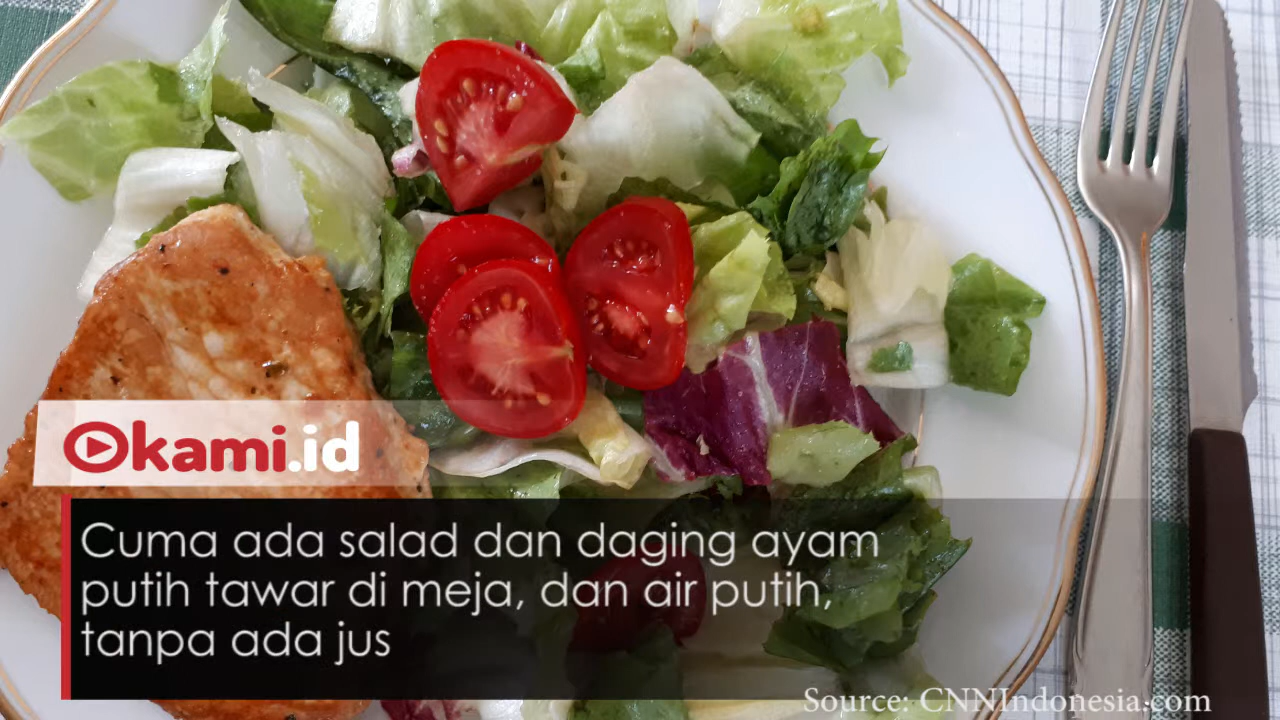 Okami.id
Cuma ada salad dan daging ayam
putih tawar di meja, dan air putih,
tanpa ada jus
Source: CNNIndonesia.com